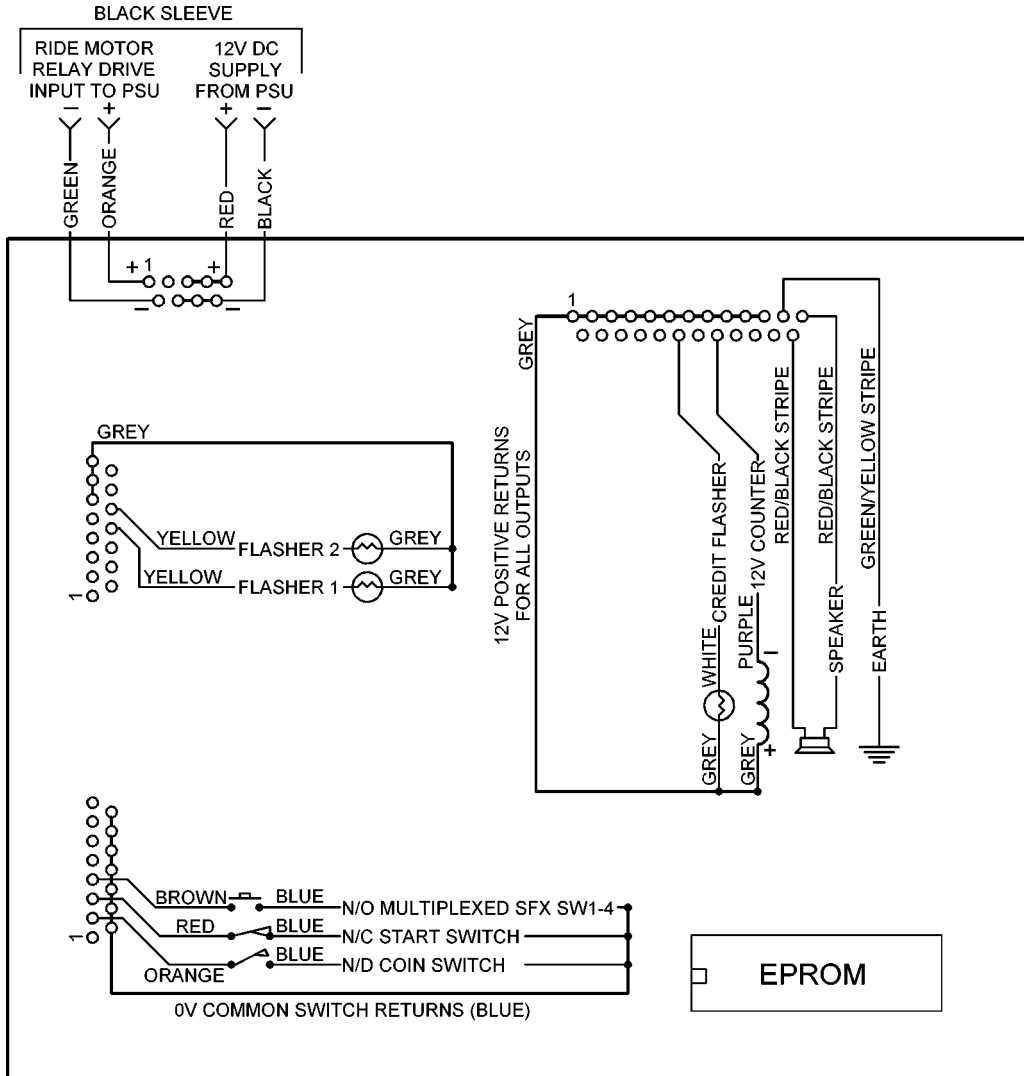 BLACK SLEEVE
RIDE MOTOR
RELAY DRIVE
INPUT TO PSU
12V DC
SUPPLY
FROM PSU
− +
+ −
GREEN
ORANGE
RED
BLACK
+ 1
+
−
−
1
GREY
12V POSITIVE RETURNS
FOR ALL OUTPUTS
CREDIT FLASHER
12V COUNTER
RED/BLACK STRIPE
RED/BLACK STRIPE
GREEN/YELLOW STRIPE
WHITE
PURPLE
−
SPEAKER
EARTH
GREY
GREY
+
GREY
YELLOW
FLASHER 2
GREY
YELLOW
FLASHER 1
GREY
1
BROWN
BLUE
N/O MULTIPLEXED SFX SW1-4
RED
BLUE
N/C START SWITCH
1
ORANGE
BLUE
N/D COIN SWITCH
0V COMMON SWITCH RETURNS (BLUE)
EPROM